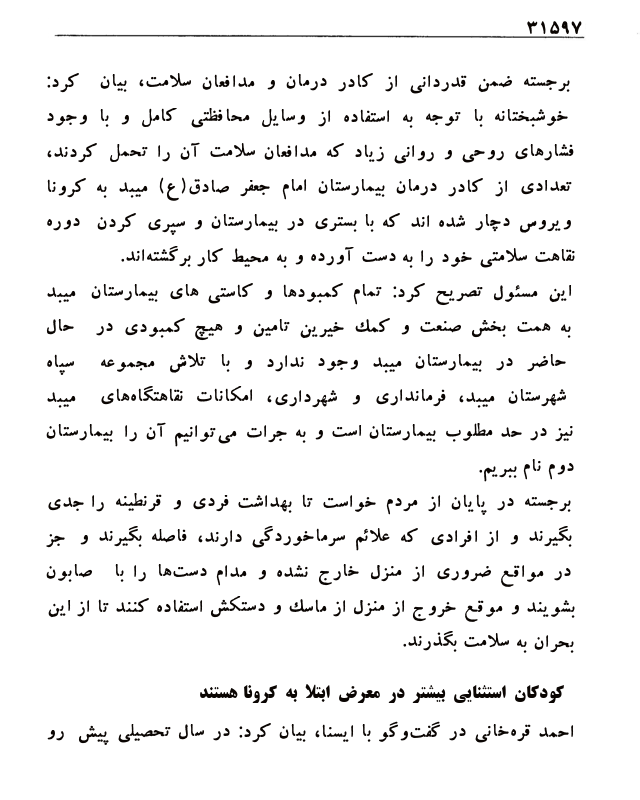 ۳۱۵۹۷
برجسته ضمن قدردانی از کادر درمان و مدافعان سلامت، بیان کرد:
خوشبختانه با توجه به استفاده از وسایل محافظتی کامل و با وجود
فشارهای روحی و روانی زیاد که مدافعان سلامت آن را تحمل کردند،
تعدادی از کادر درمان بیمارستان امام جعفر صادق(ع) میبد به کرونا
ویروس دچار شده اند که با بستری در بیمارستان و سپری کردن دوره
نقاهت سلامتی خود را به دست آورده و به محیط کار برگشته‌اند.
این مسئول تصریح کرد: تمام کمبودها و کاستی های بیمارستان میبد
به همت بخش صنعت و کمك خیرین تامین و هیچ کمبودی در حال
حاضر در بیمارستان میبد وجود ندارد و با تلاش مجموعه سپاه
شهرستان میبد، فرمانداری و شهرداری، امکانات نقاهتگاه‌های میبد
نیز در حد مطلوب بیمارستان است و به جرات می‌توانیم آن را بیمارستان
دوم نام ببریم.
برجسته در پایان از مردم خواست تا بهداشت فردی و قرنطینه را جدی
بگیرند و از افرادی که علائم سرماخوردگی دارند، فاصله بگیرند و جز
در مواقع ضروری از منزل خارج نشده و مدام دست‌ها را با صابون
بشویند و موقع خروج از منزل از ماسك و دستکش استفاده کنند تا از این
بحران به سلامت بگذرند.
کودکان استثنایی بیشتر در معرض ابتلا به کرونا هستند
احمد قره‌خانی در گفت‌وگو با ایسنا، بیان کرد: در سال تحصیلی پیش رو